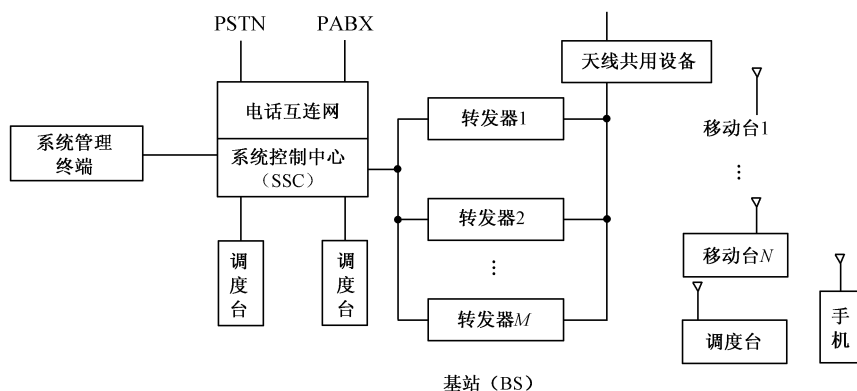 PSTN
PABX
天线共用设备
电话互连网
转发器1
移动台1
系统管理
终端
系统控制中心
（SSC）
⋮
转发器2
移动台N
调
度
台
调
度
台
⋮
转发器M
调度台
手
机
基站（BS）